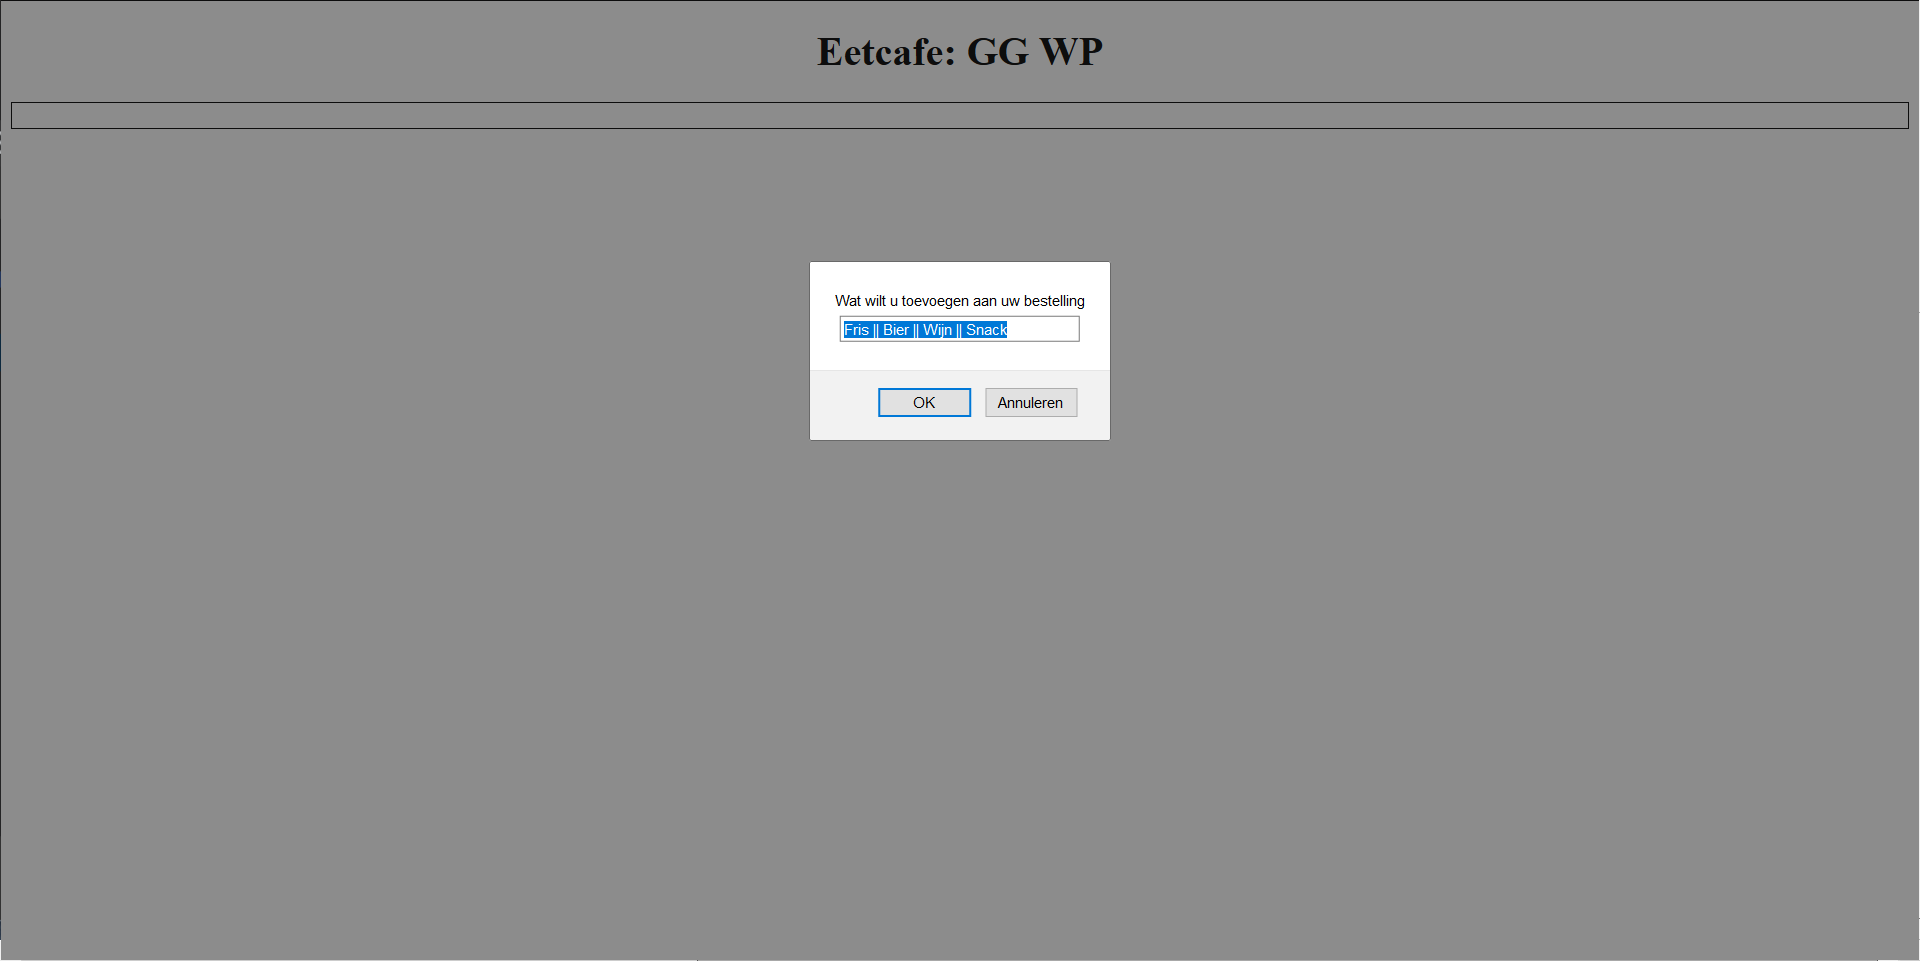 Eetcafe: GG WP
Wat wilt u toevoegen aan uw bestelling
Fris || Bier || Wijn || Snack
OK
Annuleren